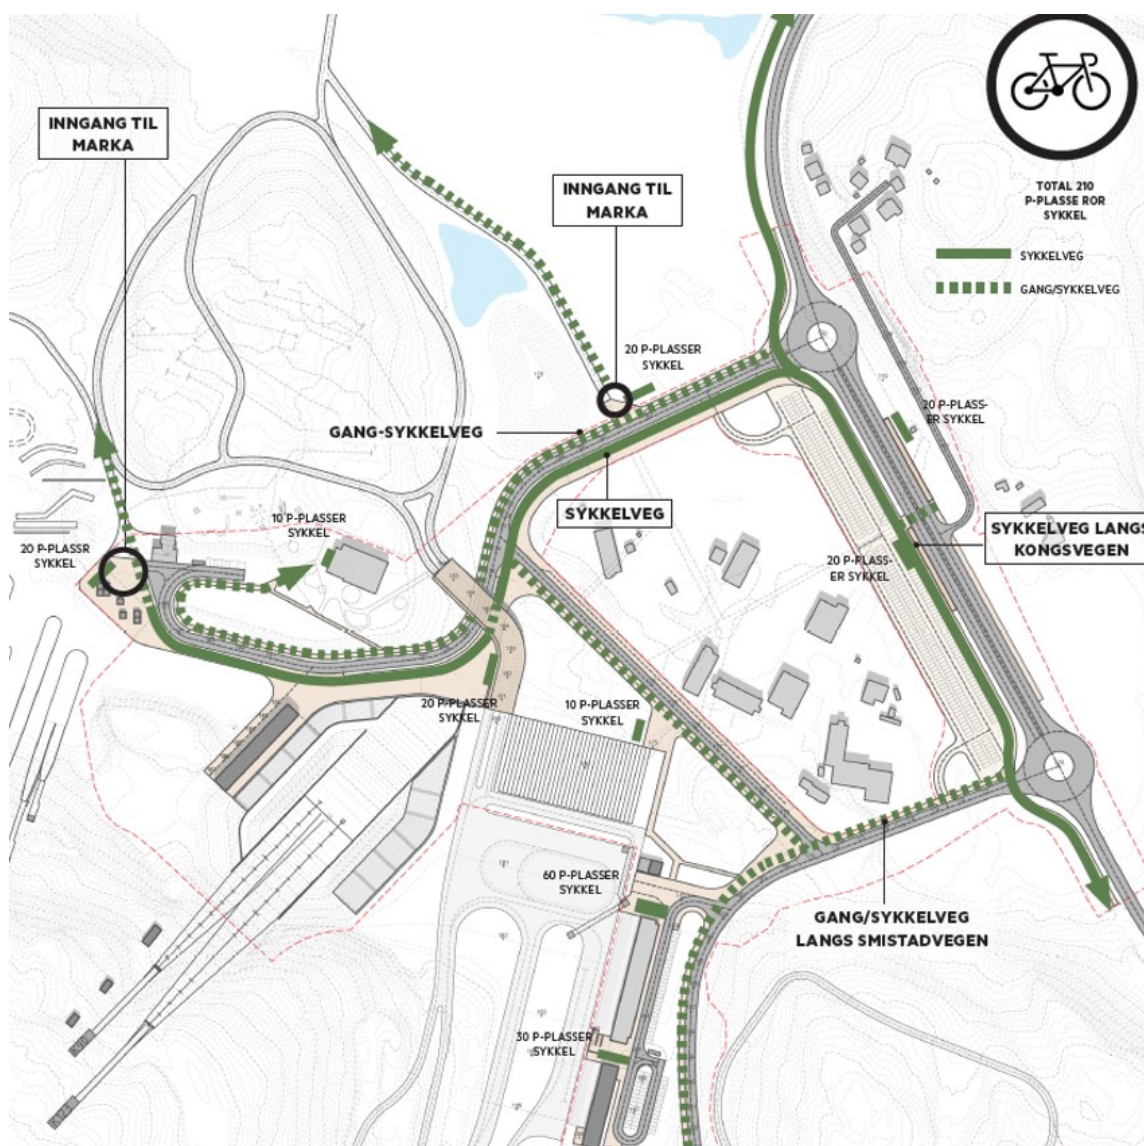 INNGANG TIL
MARKA
INNGANG TIL
MARKA
TOTAL 210
P-PLASSE ROR
SYKKEL
SYKKELVEG
GANG/SYKKELVEG
20 P-PLASSER
SYKKEL
20 P-PLASS-
ER SYKKEL
GANG-SYKKELVEG
SYKKELVEG
10 P-PLASSER
SYKKEL
20 P-PLASSR
SYKKEL
SYKKELVEG LANGS
KONGSVEGEN
20 P-PLASS-
ER SYKKEL
20 P-PLASSER
SYKKEL
10 P-PLASSER
SYKKEL
60 P-PLASSER
SYKKEL
GANG/SYKKELVEG
LANGS SMISTADVEGEN
30 P-PLASSER
SYKKEL
K90
K123